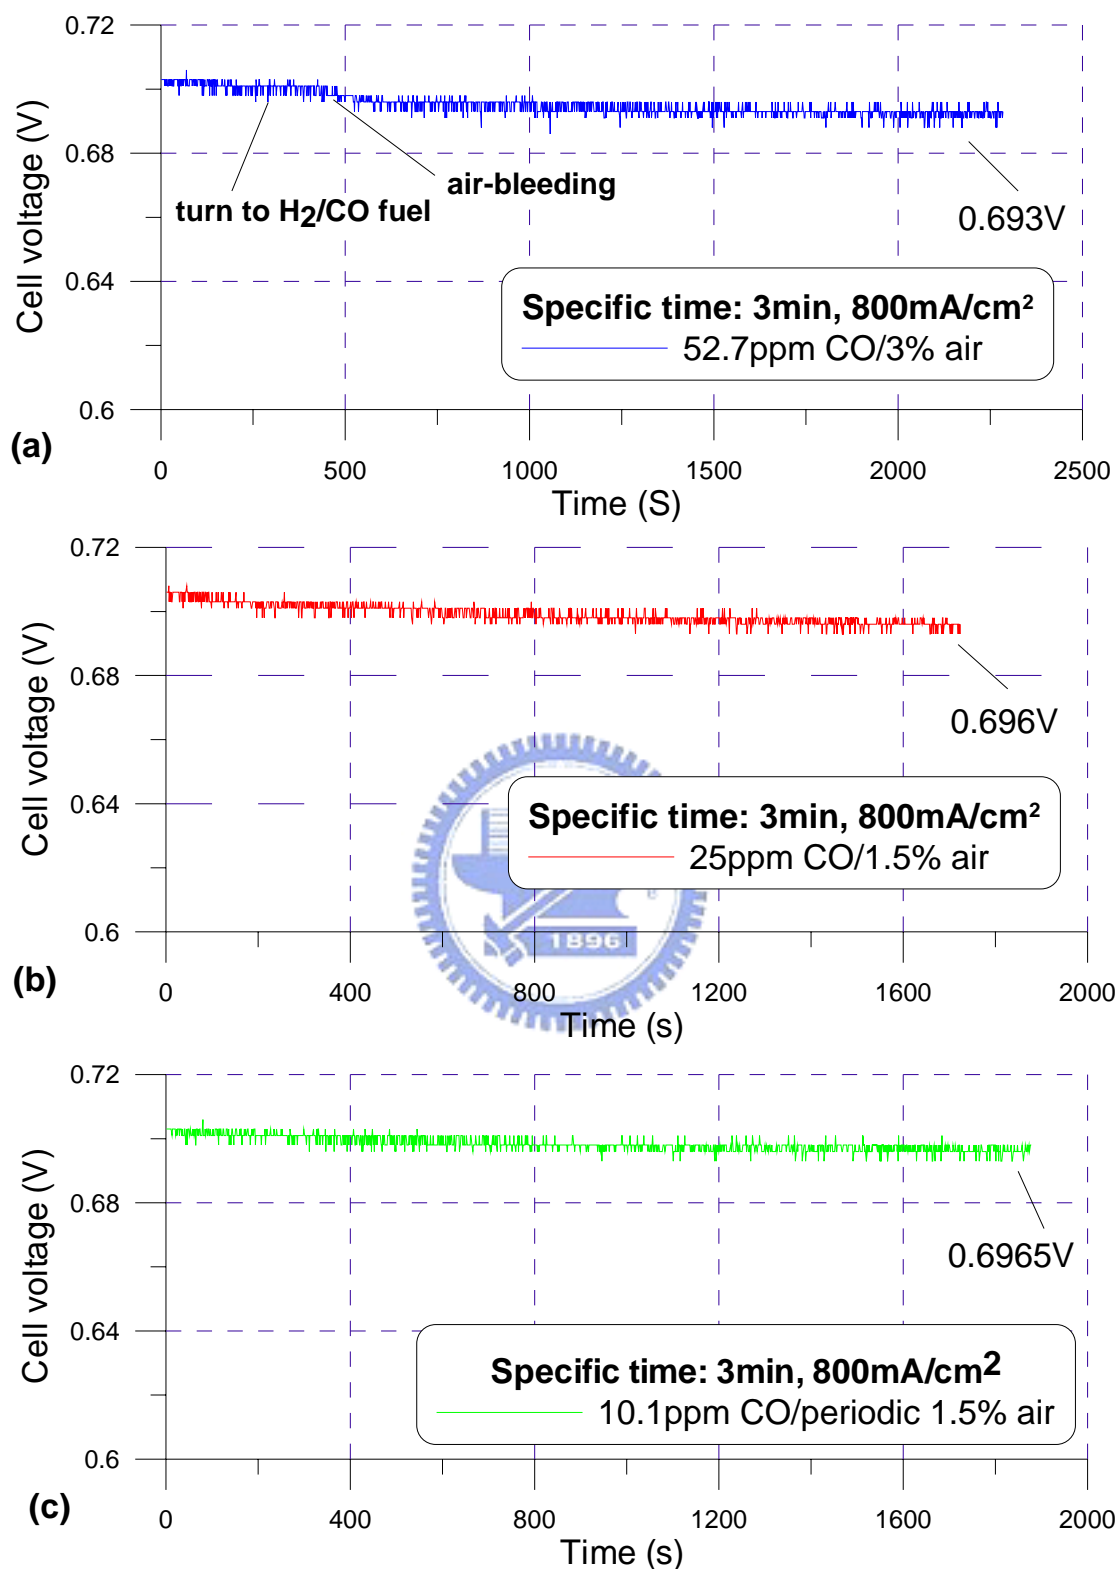 0.72
0.68
0.64
0.6
Cell voltage (V)
turn to H2/CO fuel
air-bleeding
0.693V
Specific time: 3min, 800mA/cm²
52.7ppm CO/3% air
(a)
0
500
1000
1500
2000
2500
Time (S)
0.72
0.68
0.64
0.6
Cell voltage (V)
0.696V
Specific time: 3min, 800mA/cm²
25ppm CO/1.5% air
1896
(b)
0
400
800
1200
1600
2000
Time (s)
0.72
0.68
0.64
0.6
Cell voltage (V)
0.6965V
Specific time: 3min, 800mA/cm2
10.1ppm CO/periodic 1.5% air
(c)
0
400
800
1200
1600
2000
Time (s)